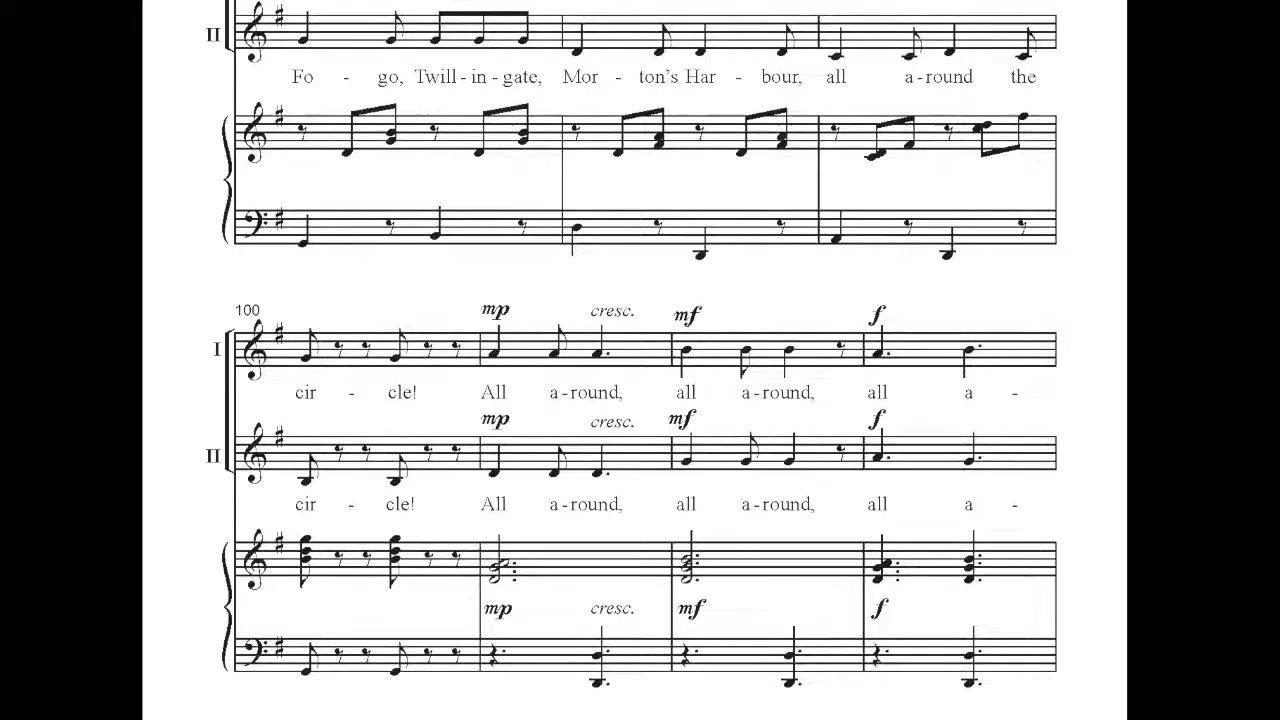 II
Fo - go, Twill - in - gate, Mor - ton's Har - bour, all a - round the
100
mp cresc. mf f
I
cir - cle! All a - round, all a - round, all a -
mp cresc. mf f
II
cir - cle! All a - round, all a - round, all a -
mp cresc. mf f